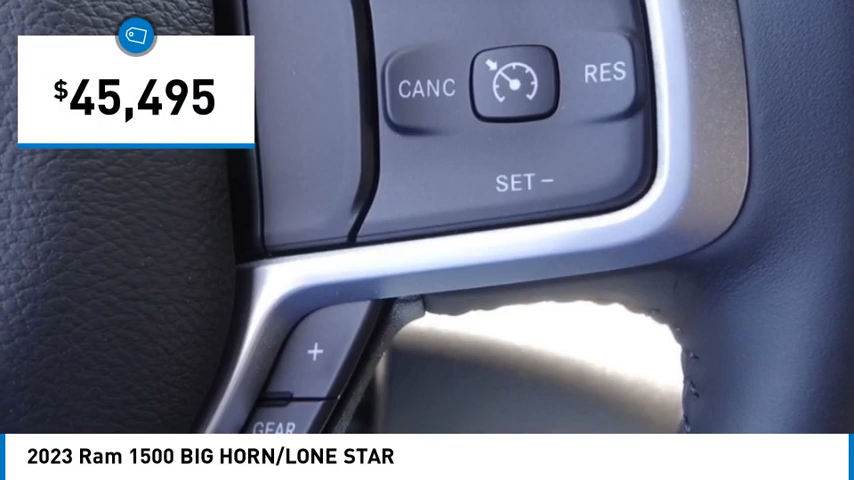 $45,495
CANC
RES
SET –
+
GEAR
2023 Ram 1500 BIG HORN/LONE STAR